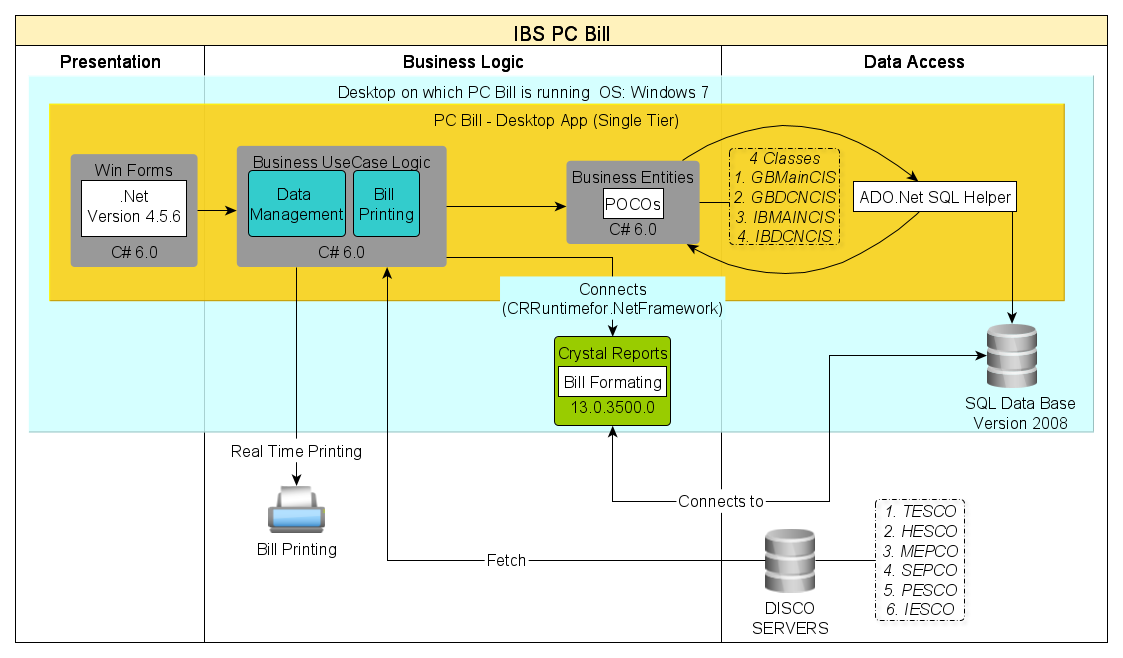 IBS PC Bill
Presentation
Business Logic
Data Access
Desktop on which PC Bill is running  OS: Windows 7
PC Bill - Desktop App (Single Tier)
Win Forms
.Net
Version 4.5.6
C# 6.0
Business UseCase Logic
Data
Management
Bill
Printing
C# 6.0
Business Entities
POCOs
C# 6.0
4 Classes
1. GBMainCIS
2. GBDCNCIS
3. IBMAINCIS
4. IBDCNCIS
ADO.Net SQL Helper
Connects
(CRRuntimefor.NetFramework)
Crystal Reports
Bill Formating
13.0.3500.0
SQL Data Base
Version 2008
Real Time Printing
Bill Printing
Connects to
Fetch
DISCO
SERVERS
1. TESCO
2. HESCO
3. MEPCO
4. SEPCO
5. PESCO
6. IESCO